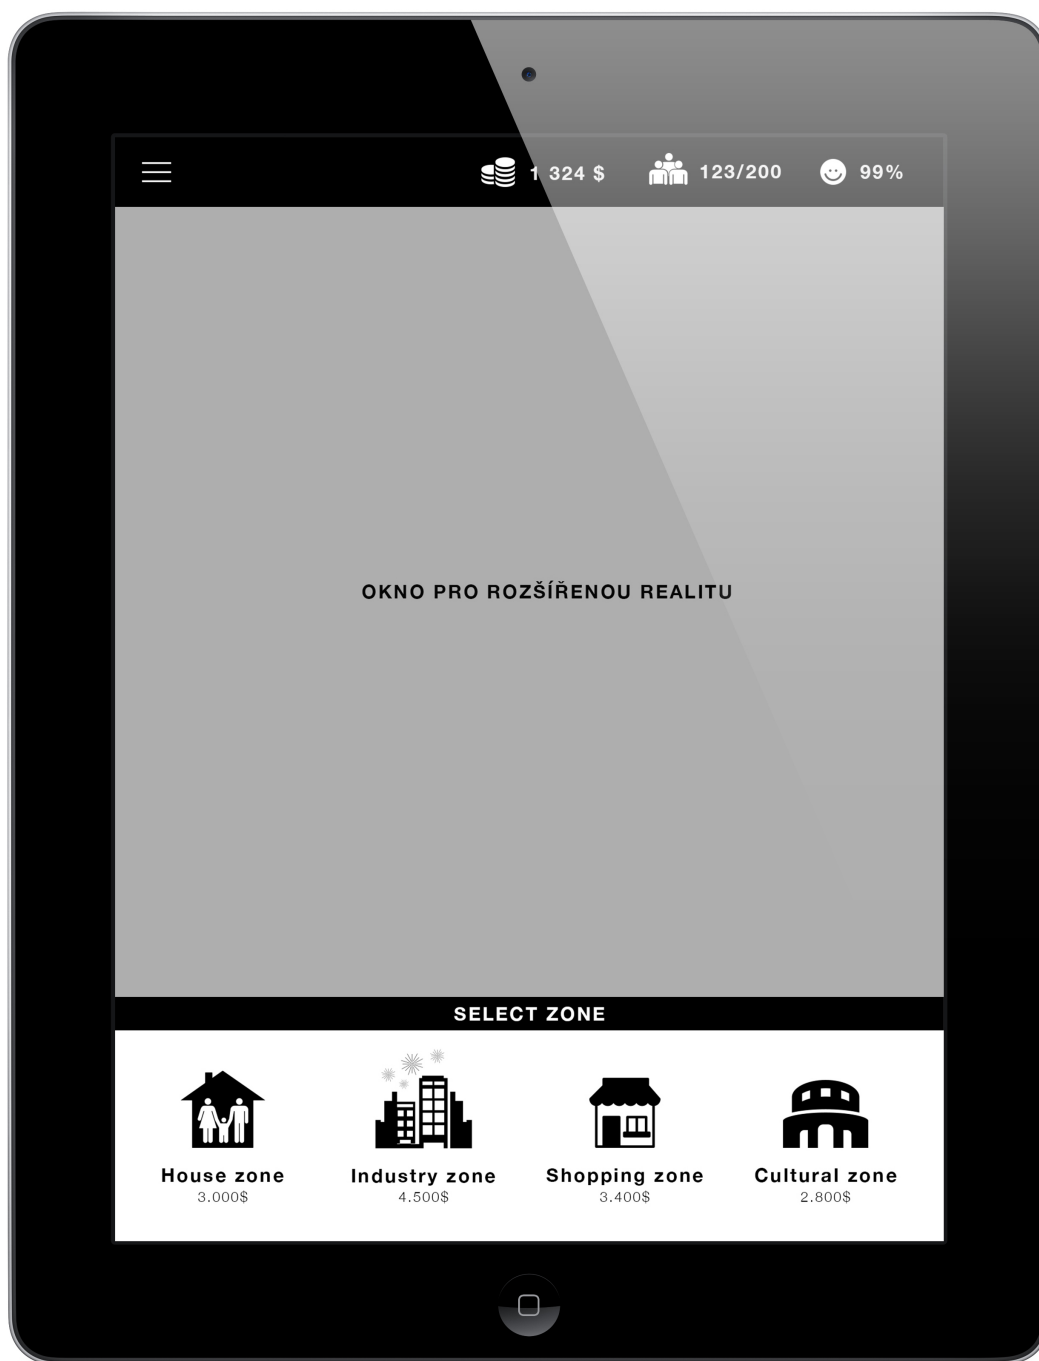 1 324 $ 123/200 99%
OKNO PRO ROZŠÍŘENOU REALITU
SELECT ZONE
House zone Industry zone Shopping zone Cultural zone
3.000$ 4.500$ 3.400$ 2.800$